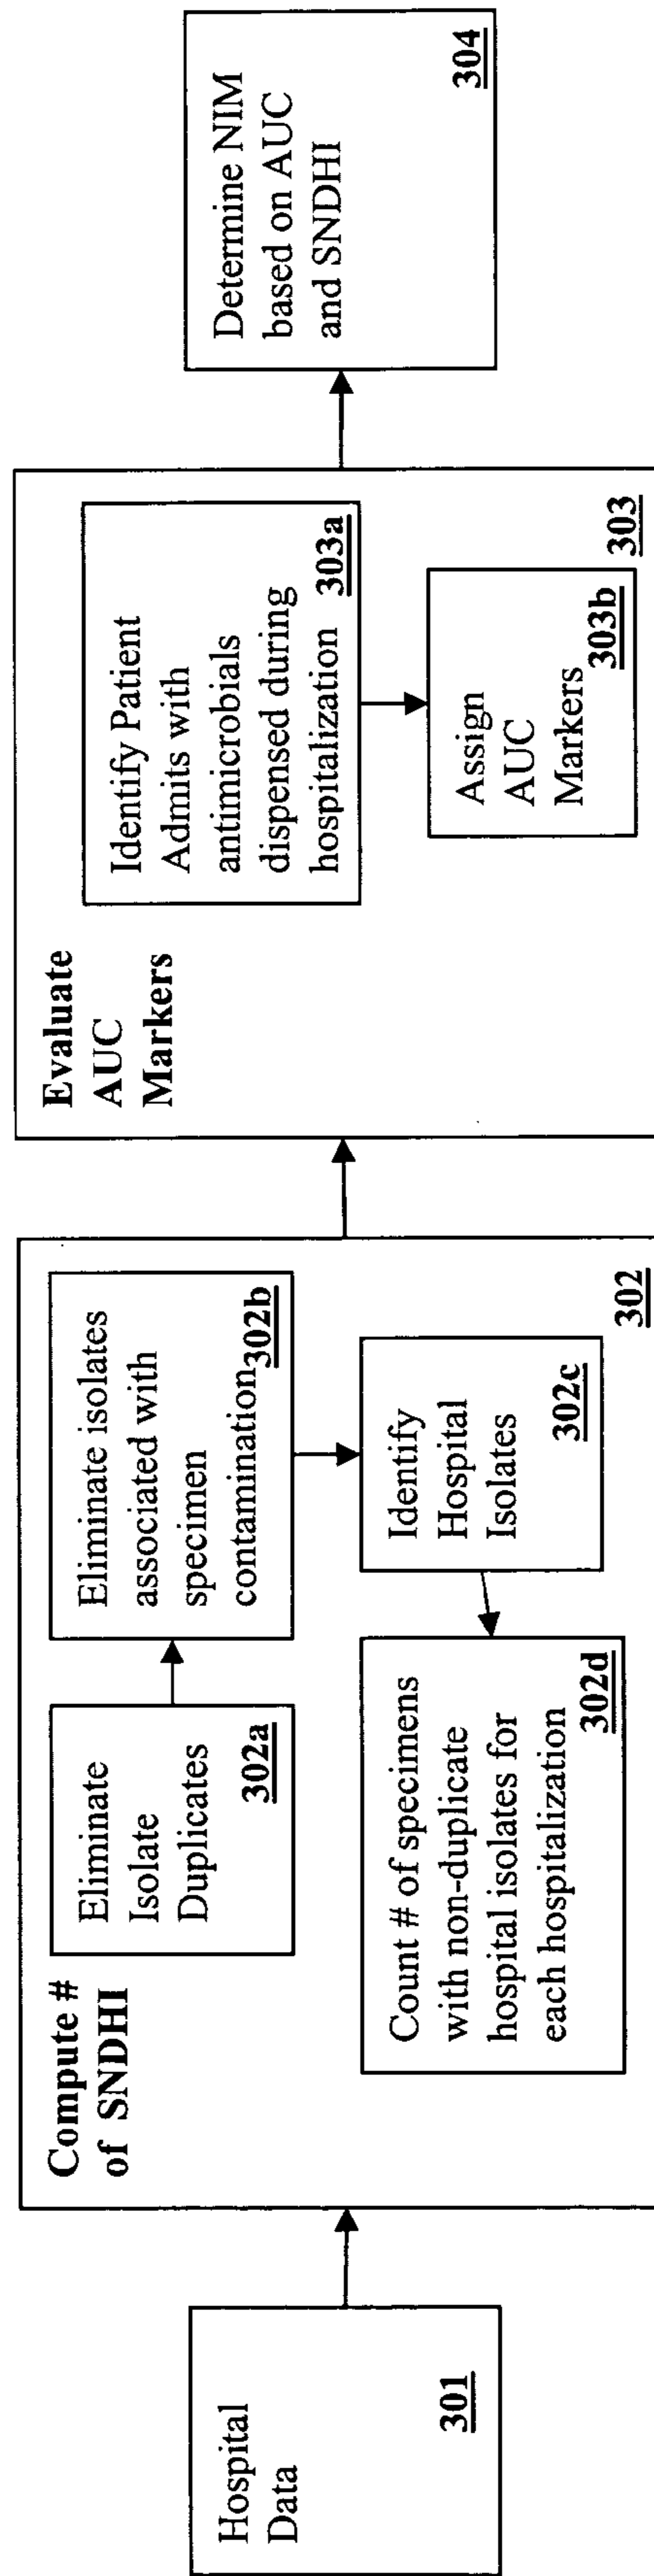 Hospital
Data
301
Compute #
of SNDHI
Eliminate
Isolate
Duplicates
302a
Eliminate isolates
associated with
specimen
contamination
302b
Identify
Hospital
Isolates
302c
Count # of specimens
with non-duplicate
hospital isolates for
each hospitalization
302d
302
Evaluate
AUC
Markers
Identify Patient
Admits with
antimicrobials
dispensed during
hospitalization
303a
Assign
AUC
Markers
303b
303
Determine NIM
based on AUC
and SNDHI
304